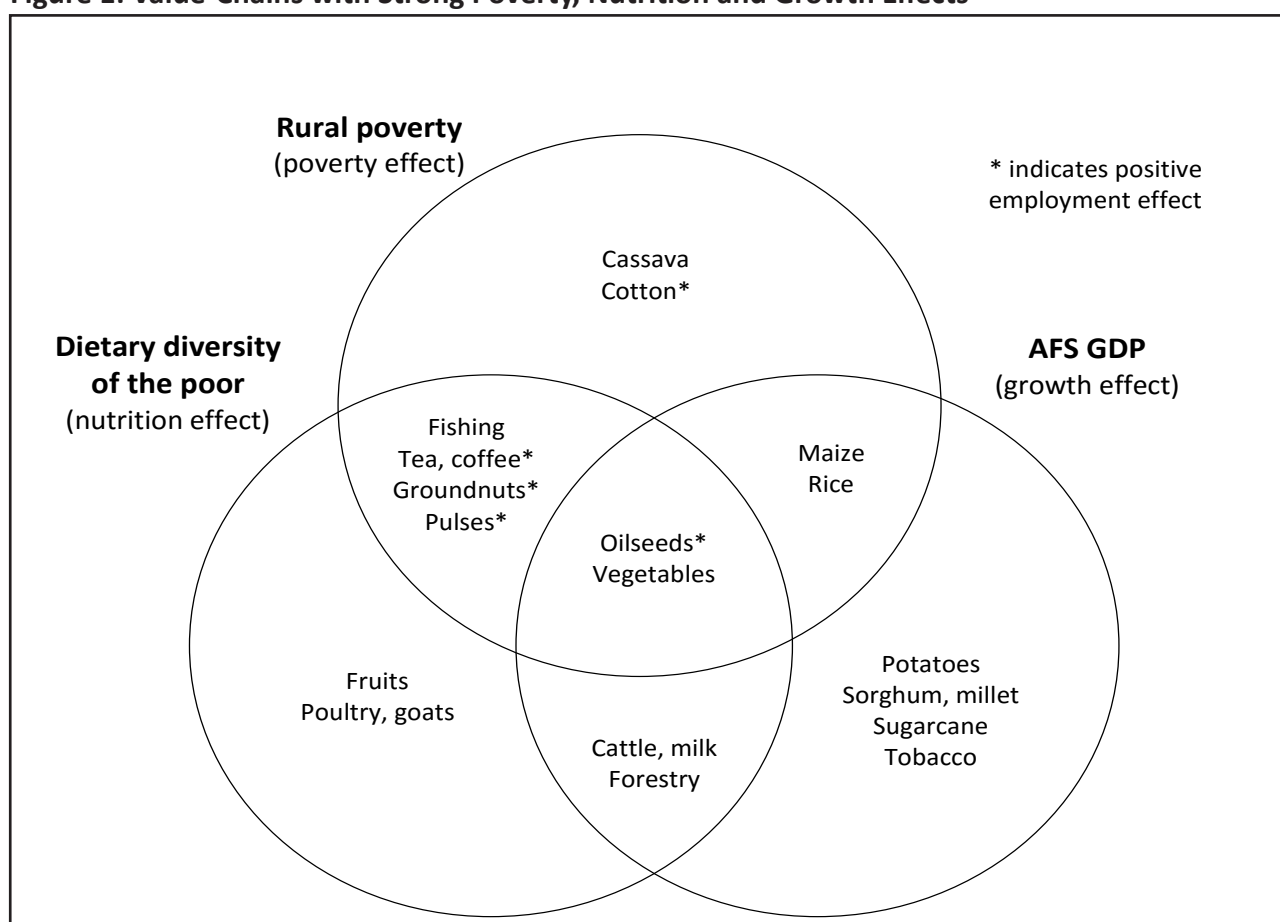 Figure 1: Value-Chains with Strong Poverty, Nutrition and Growth Effects
Rural poverty
(poverty effect)
* indicates positive
employment effect
Cassava
Cotton*
Dietary diversity
of the poor
(nutrition effect)
AFS GDP
(growth effect)
Fishing
Tea, coffee*
Groundnuts*
Pulses*
Maize
Rice
Oilseeds*
Vegetables
Fruits
Poultry, goats
Potatoes
Sorghum, millet
Sugarcane
Tobacco
Cattle, milk
Forestry